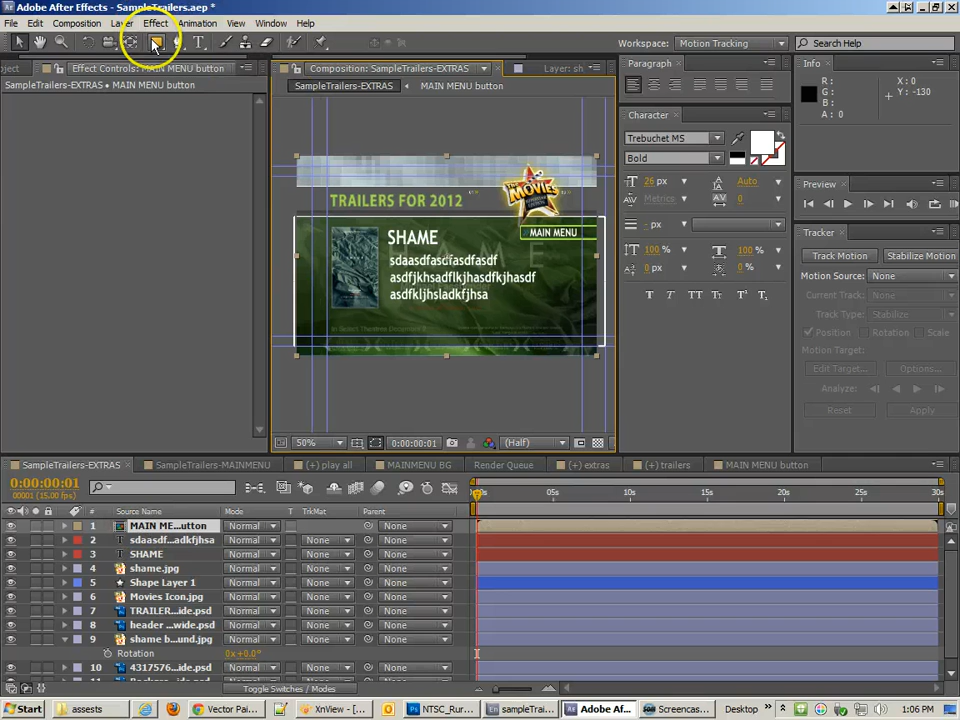 Adobe After Effects - SampleTrailers.aep *
File Edit Composition Layer Effect Animation View Window Help
Workspace: Motion Tracking Search Help
Effect Controls: MAIN MENU button
SampleTrailers-EXTRAS • MAIN MENU button
Composition: SampleTrailers-EXTRAS Layer: sh
SampleTrailers-EXTRAS MAIN MENU button
TRAILERS FOR 2012
THE MOVIES
MAIN MENU
SHAME
sdaasdfasdfasdfasdf
asdfjkhsadflkjhasdfkjhasdf
asdfkljhsladkfjhsa
50% 0:00:00:01 (Half)
Paragraph
Character
Trebuchet MS
Bold
26 px Auto
Metrics 0
- px
100 % 100 %
0 px 0 %
T T TT Tт T¹ T₁
Info
R: X: 0
G: Y: -130
B:
A: 0
Preview
Tracker
Track Motion Stabilize Motion
Motion Source: None
Current Track: None
Track Type: Stabilize
Position Rotation Scale
Motion Target:
Edit Target... Options...
Analyze:
Reset Apply
SampleTrailers-EXTRAS SampleTrailers-MAINMENU (+) play all MAINMENU BG Render Queue (+) extras (+) trailers MAIN MENU button
0:00:00:01
00001 (15.00 fps)
05s 10s 15s 20s 25s 30s
# Source Name Mode T TrkMat Parent
1 MAIN ME...utton Normal None
2 sdaasdf...adkfjhsa Normal None None
3 SHAME Normal None None
4 shame.jpg Normal None None
5 Shape Layer 1 Normal None None
6 Movies Icon.jpg Normal None None
7 TRAILER...ide.psd Normal None None
8 header ...wide.psd Normal None None
9 shame b...und.jpg Normal None None
Rotation 0x+0.0°
10 4317576...ide.psd Normal None None
Toggle Switches / Modes
Start assests Vector Pai... XnView - [... NTSC_Rur... sampleTrai... Adobe Af... Screencas... Desktop 1:06 PM